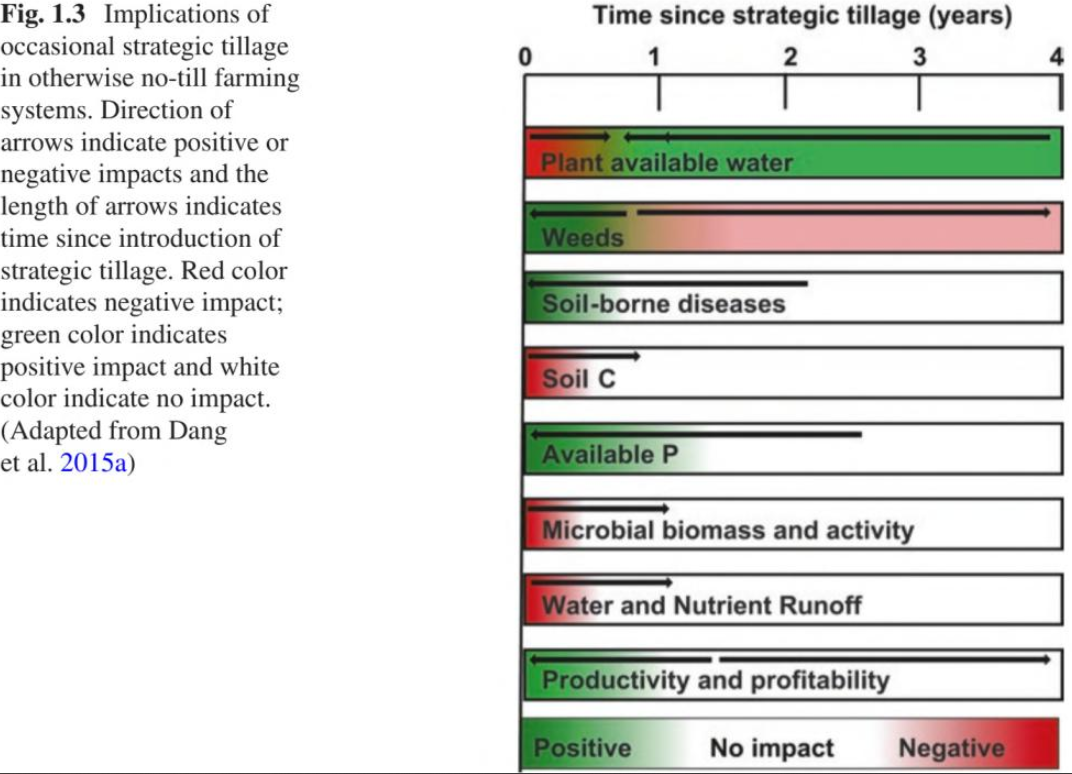 Fig. 1.3 Implications of
occasional strategic tillage
in otherwise no-till farming
systems. Direction of
arrows indicate positive or
negative impacts and the
length of arrows indicates
time since introduction of
strategic tillage. Red color
indicates negative impact;
green color indicates
positive impact and white
color indicate no impact.
(Adapted from Dang
et al. 2015a)
Time since strategic tillage (years)
0 1 2 3 4
Plant available water
Weeds
Soil-borne diseases
Soil C
Available P
Microbial biomass and activity
Water and Nutrient Runoff
Productivity and profitability
Positive No impact Negative